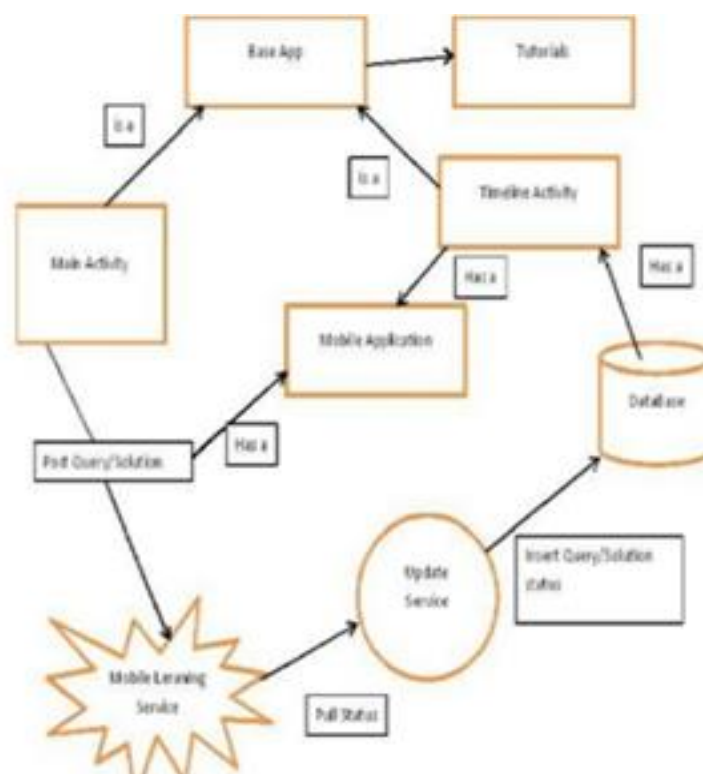 Base App
Tutorials
is a
Is a
Timeline Activity
Main Activity
Has a
Has a
Mobile Application
DataBase
Post Query/Solution
Has a
Update
Service
Insert Query/Solution
status
Mobile Leruning
Service
Pull Status